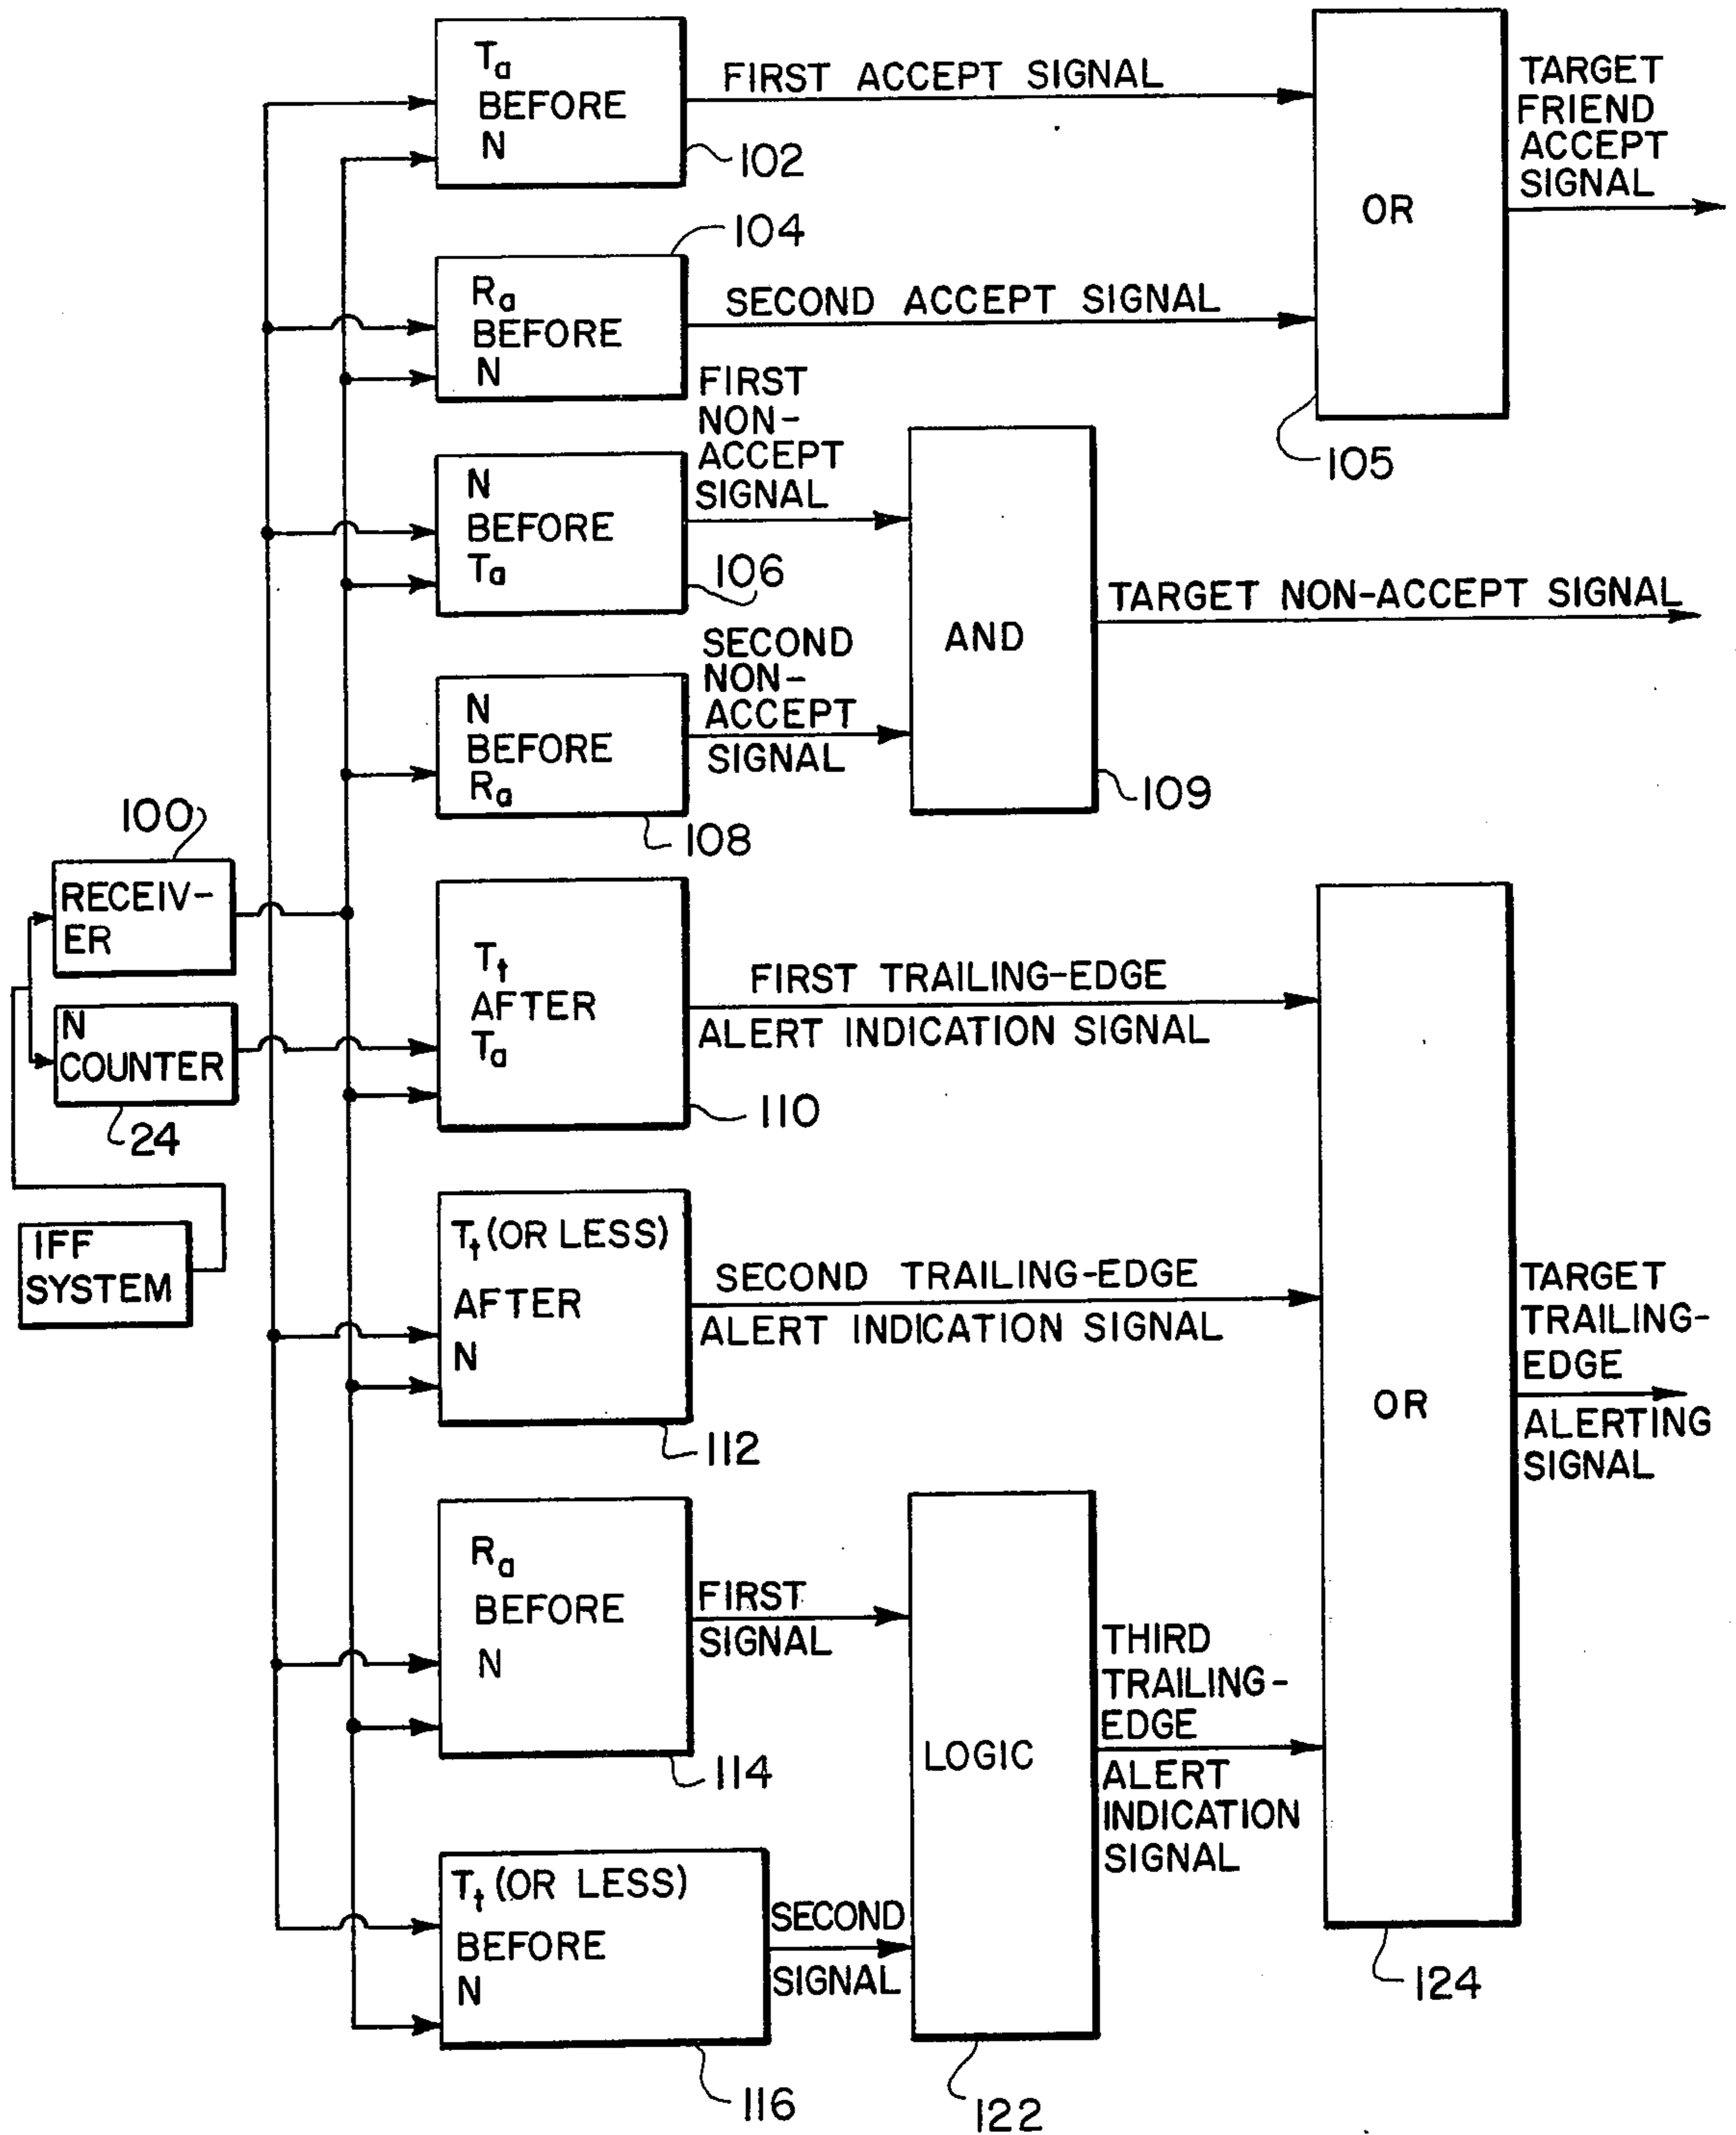 Ta
BEFORE
N
102
FIRST ACCEPT SIGNAL
OR
105
TARGET
FRIEND
ACCEPT
SIGNAL
104
Ra
BEFORE
N
SECOND ACCEPT SIGNAL
N
BEFORE
Ta
106
FIRST
NON-
ACCEPT
SIGNAL
AND
109
TARGET NON-ACCEPT SIGNAL
N
BEFORE
Ra
108
SECOND
NON-
ACCEPT
SIGNAL
100
RECEIV-
ER
N
COUNTER
24
IFF
SYSTEM
Tt
AFTER
Ta
110
FIRST TRAILING-EDGE
ALERT INDICATION SIGNAL
Tt (OR LESS)
AFTER
N
112
SECOND TRAILING-EDGE
ALERT INDICATION SIGNAL
OR
124
TARGET
TRAILING-
EDGE
ALERTING
SIGNAL
Ra
BEFORE
N
114
FIRST
SIGNAL
LOGIC
122
THIRD
TRAILING-
EDGE
ALERT
INDICATION
SIGNAL
Tt (OR LESS)
BEFORE
N
116
SECOND
SIGNAL